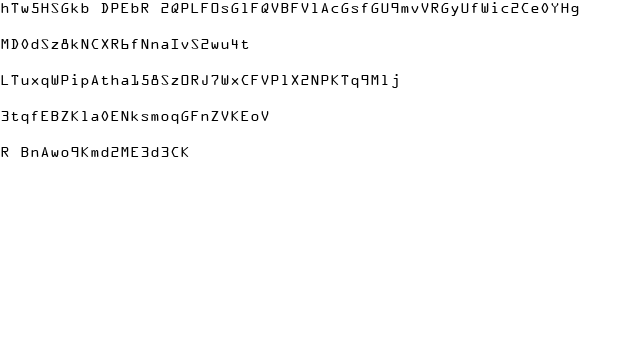 hTw5HSGkb DPEbR 2QPLFOsG1FQVBFV1AcGsfGU9mvVRGyUfWic2Ce0YHg
MD0dSz8kNCXR6fNnaIvS2wu4t
LTuxqWPipAtha158SzORJ7WxCFVP1X2NPKTq9M1j
3tqfEBZK1a0ENksmoqGFnZVKEoV
R BnAwo9Kmd2ME3d3CK